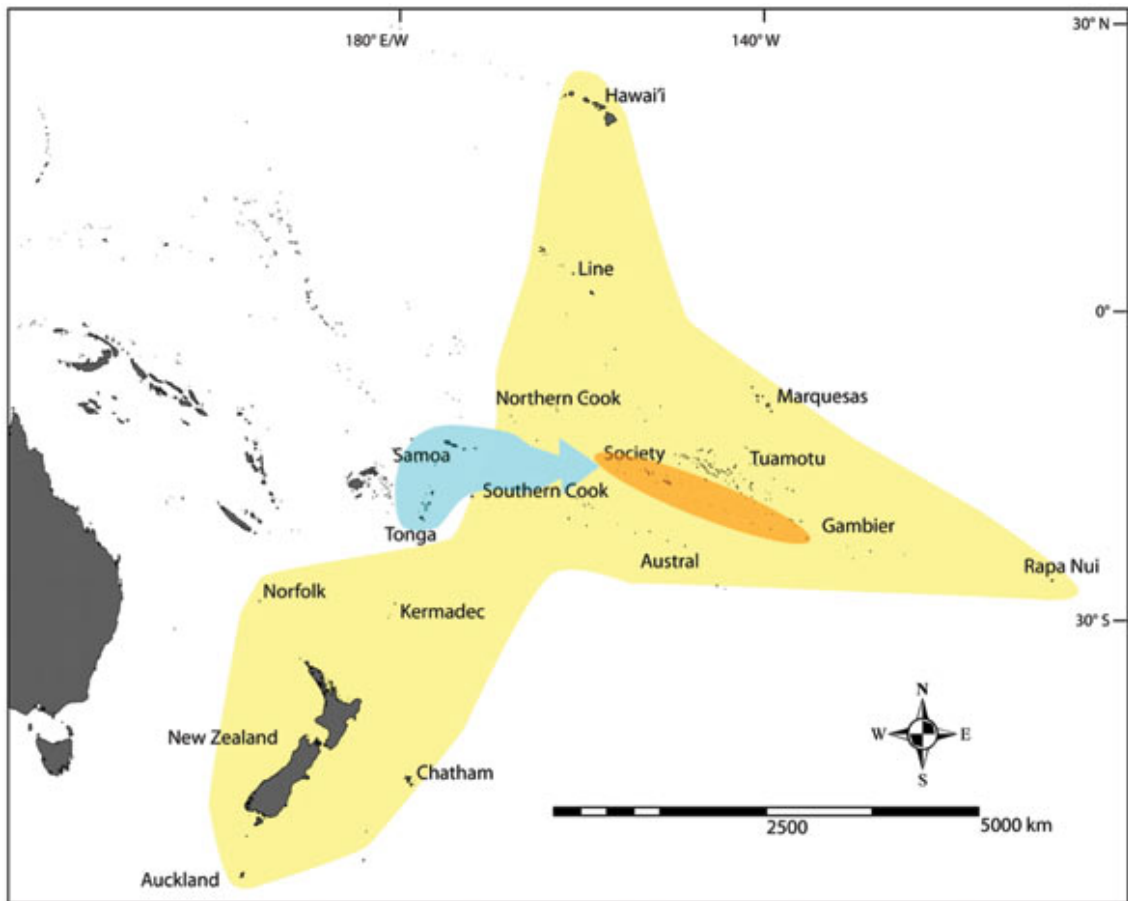 180° E/W
140° W
30° N
Hawai'i
Line
0°
Northern Cook
Marquesas
Samoa
Society
Tuamotu
Southern Cook
Gambier
Tonga
Austral
Rapa Nui
Norfolk
Kermadec
30° S
N
W
E
S
New Zealand
Chatham
2500
5000 km
Auckland